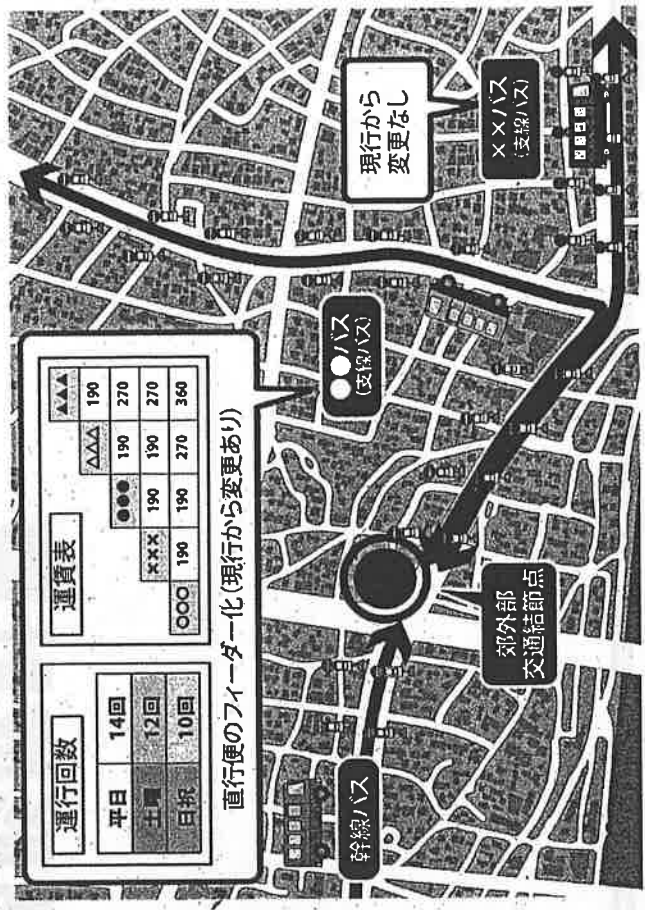 運行回数
平日 14回
土曜 12回
日祝 10回
運賃表
▲▲▲
△△△ 190
●●● 190 270
××× 190 190 270
○○○ 190 190 270 360
直行便のフィーダー化(現行から変更あり)
●●バス
(支線バス)
現行から
変更なし
××バス
(支線バス)
幹線バス
郊外部
交通結節点